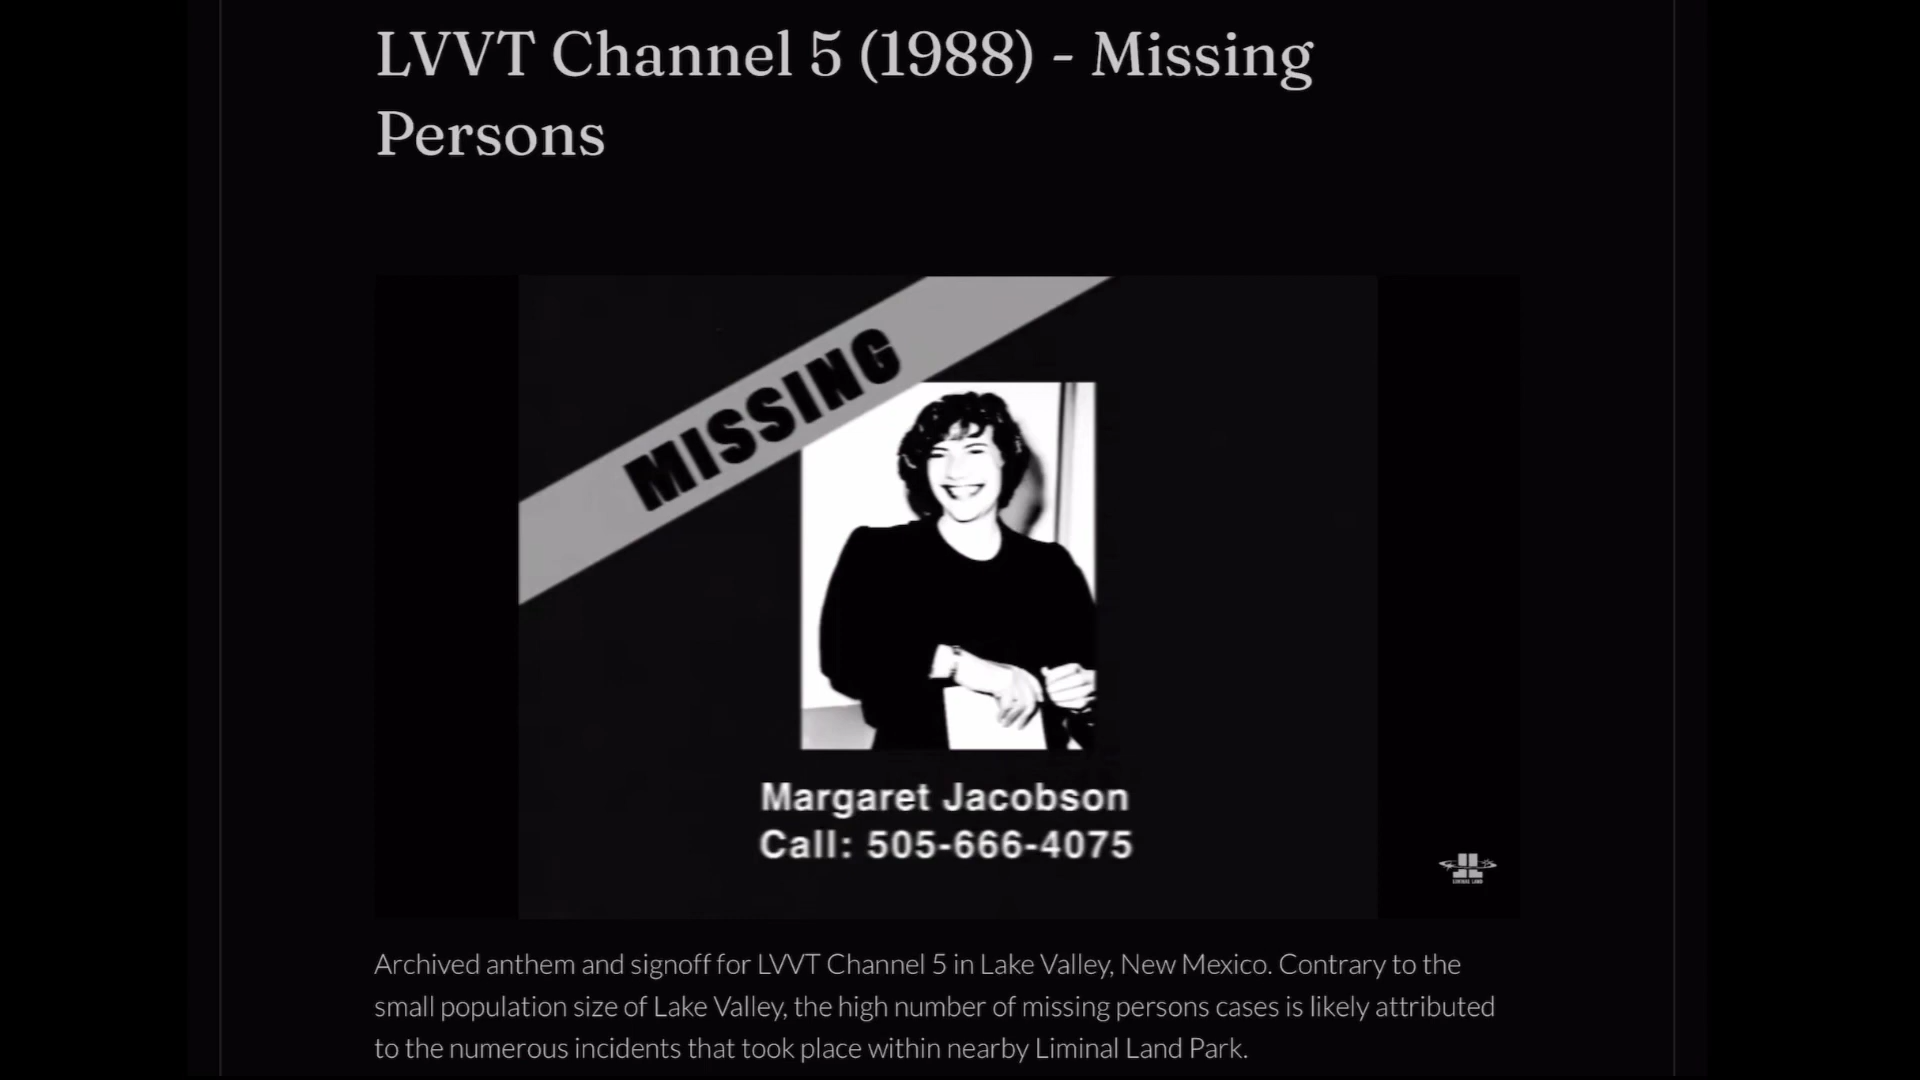 LVVT Channel 5 (1988) - Missing
Persons
MISSING
Margaret Jacobson
Call: 505-666-4075
LIMINAL LAND
Archived anthem and signoff for LVVT Channel 5 in Lake Valley, New Mexico. Contrary to the
small population size of Lake Valley, the high number of missing persons cases is likely attributed
to the numerous incidents that took place within nearby Liminal Land Park.